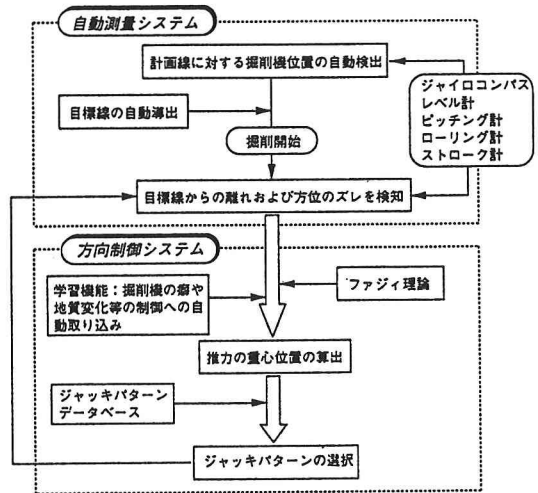 自動測量システム
計画線に対する掘削機位置の自動検出
ジャイロコンパス
レベル計
ピッチング計
ローリング計
ストローク計
目標線の自動導出
掘削開始
目標線からの離れおよび方位のズレを検知
方向制御システム
学習機能：掘削機の癖や
地質変化等の制御への自
動取り込み
ファジィ理論
推力の重心位置の算出
ジャッキパターン
データベース
ジャッキパターンの選択